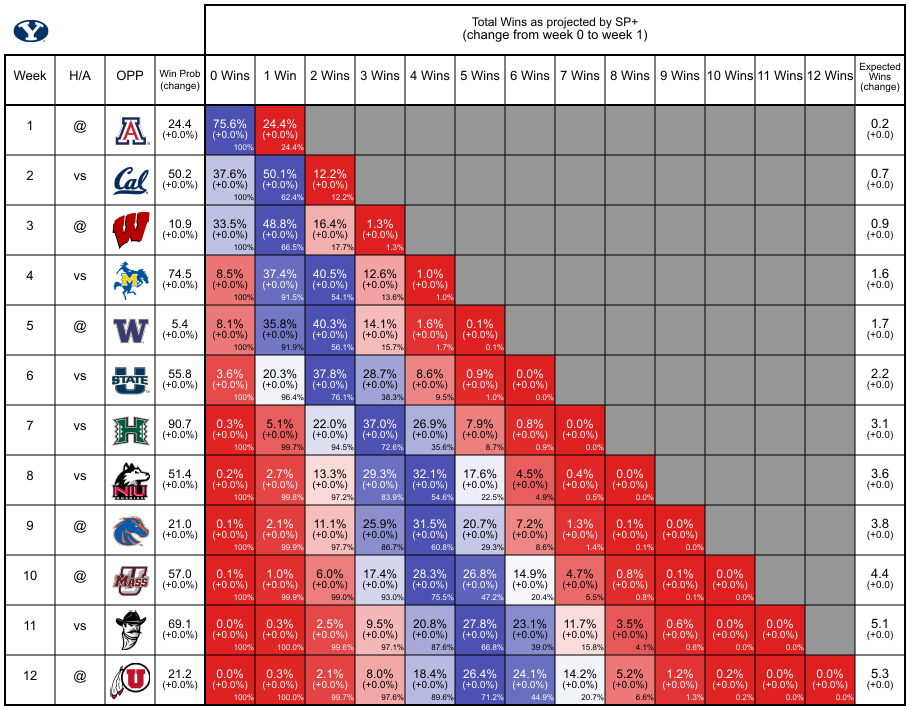 Y
Total Wins as projected by SP+
(change from week 0 to week 1)
Week H/A OPP Win Prob (change) 0 Wins 1 Win 2 Wins 3 Wins 4 Wins 5 Wins 6 Wins 7 Wins 8 Wins 9 Wins 10 Wins 11 Wins 12 Wins Expected Wins (change)
1 @ A 24.4 75.6% 24.4% 0.2
(+0.0%) (+0.0%) (+0.0%) (+0.0)
100% 24.4%
2 vs Cal 50.2 37.6% 50.1% 12.2% 0.7
(+0.0%) (+0.0%) (+0.0%) (+0.0%) (+0.0)
100% 62.4% 12.2%
3 @ W 10.9 33.5% 48.8% 16.4% 1.3% 0.9
(+0.0%) (+0.0%) (+0.0%) (+0.0%) (+0.0%) (+0.0)
100% 66.5% 17.7% 1.3%
4 vs M 74.5 8.5% 37.4% 40.5% 12.6% 1.0% 1.6
(+0.0%) (+0.0%) (+0.0%) (+0.0%) (+0.0%) (+0.0%) (+0.0)
100% 91.5% 54.1% 13.6% 1.0%
5 @ W 5.4 8.1% 35.8% 40.3% 14.1% 1.6% 0.1% 1.7
(+0.0%) (+0.0%) (+0.0%) (+0.0%) (+0.0%) (+0.0%) (+0.0%) (+0.0)
100% 91.9% 56.1% 15.7% 1.7% 0.1%
6 vs U STATE 55.8 3.6% 20.3% 37.8% 28.7% 8.6% 0.9% 0.0% 2.2
(+0.0%) (+0.0%) (+0.0%) (+0.0%) (+0.0%) (+0.0%) (+0.0%) (+0.0%) (+0.0)
100% 96.4% 76.1% 38.3% 9.5% 1.0% 0.0%
7 vs H 90.7 0.3% 5.1% 22.0% 37.0% 26.9% 7.9% 0.8% 0.0% 3.1
(+0.0%) (+0.0%) (+0.0%) (+0.0%) (+0.0%) (+0.0%) (+0.0%) (+0.0%) (+0.0%) (+0.0)
100% 99.7% 94.5% 72.6% 35.6% 8.7% 0.9% 0.0%
8 vs NIU 51.4 0.2% 2.7% 13.3% 29.3% 32.1% 17.6% 4.5% 0.4% 0.0% 3.6
(+0.0%) (+0.0%) (+0.0%) (+0.0%) (+0.0%) (+0.0%) (+0.0%) (+0.0%) (+0.0%) (+0.0%) (+0.0)
100% 99.8% 97.2% 83.9% 54.6% 22.5% 4.9% 0.5% 0.0%
9 @ 21.0 0.1% 2.1% 11.1% 25.9% 31.5% 20.7% 7.2% 1.3% 0.1% 0.0% 3.8
(+0.0%) (+0.0%) (+0.0%) (+0.0%) (+0.0%) (+0.0%) (+0.0%) (+0.0%) (+0.0%) (+0.0%) (+0.0%) (+0.0)
100% 99.9% 97.7% 86.7% 60.8% 29.3% 8.6% 1.4% 0.1% 0.0%
10 @ U MASS 57.0 0.1% 1.0% 6.0% 17.4% 28.3% 26.8% 14.9% 4.7% 0.8% 0.1% 0.0% 4.4
(+0.0%) (+0.0%) (+0.0%) (+0.0%) (+0.0%) (+0.0%) (+0.0%) (+0.0%) (+0.0%) (+0.0%) (+0.0%) (+0.0%) (+0.0)
100% 99.9% 99.0% 93.0% 75.5% 47.2% 20.4% 5.5% 0.8% 0.1% 0.0%
11 vs 69.1 0.0% 0.3% 2.5% 9.5% 20.8% 27.8% 23.1% 11.7% 3.5% 0.6% 0.0% 0.0% 5.1
(+0.0%) (+0.0%) (+0.0%) (+0.0%) (+0.0%) (+0.0%) (+0.0%) (+0.0%) (+0.0%) (+0.0%) (+0.0%) (+0.0%) (+0.0%) (+0.0)
100% 100.0% 99.6% 97.1% 87.6% 66.8% 39.0% 15.8% 4.1% 0.6% 0.0% 0.0%
12 @ U 21.2 0.0% 0.3% 2.1% 8.0% 18.4% 26.4% 24.1% 14.2% 5.2% 1.2% 0.2% 0.0% 0.0% 5.3
(+0.0%) (+0.0%) (+0.0%) (+0.0%) (+0.0%) (+0.0%) (+0.0%) (+0.0%) (+0.0%) (+0.0%) (+0.0%) (+0.0%) (+0.0%) (+0.0%) (+0.0)
100% 100.0% 99.7% 97.6% 89.6% 71.2% 44.9% 20.7% 6.6% 1.3% 0.2% 0.0% 0.0%